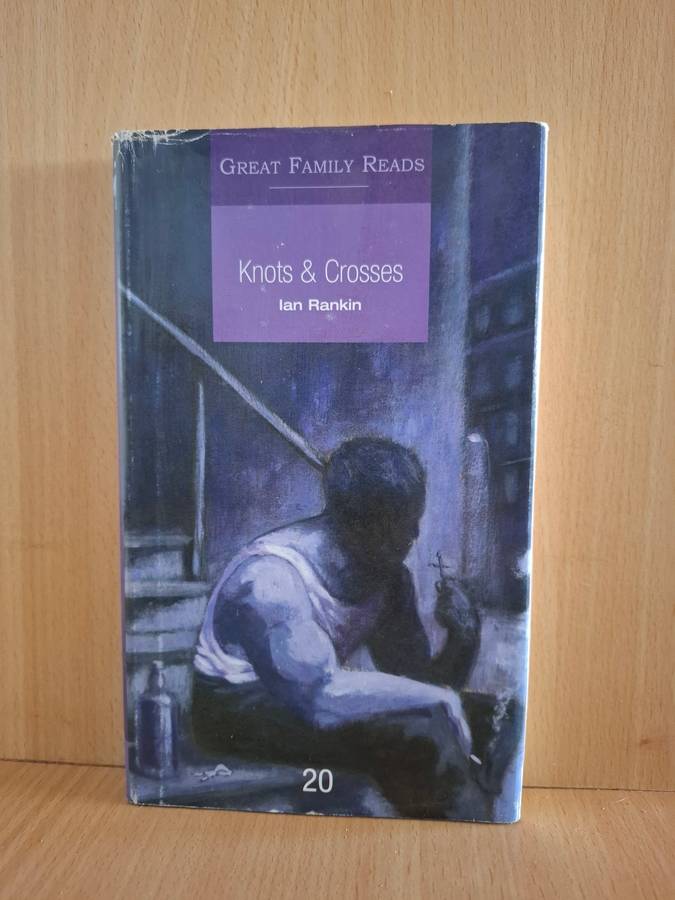 GREAT FAMILY READS
Knots & Crosses
Ian Rankin
20